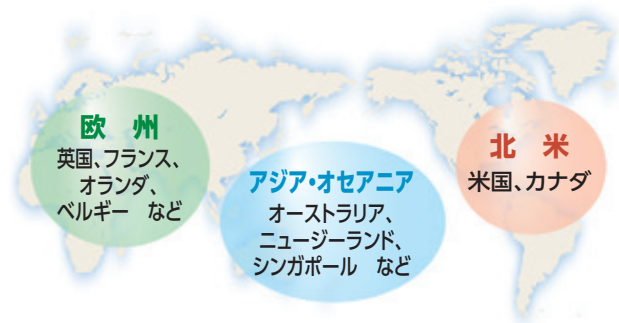 欧　州
英国、フランス、
オランダ、
ベルギー　など
アジア・オセアニア
オーストラリア、
ニュージーランド、
シンガポール　など
北　米
米国、カナダ